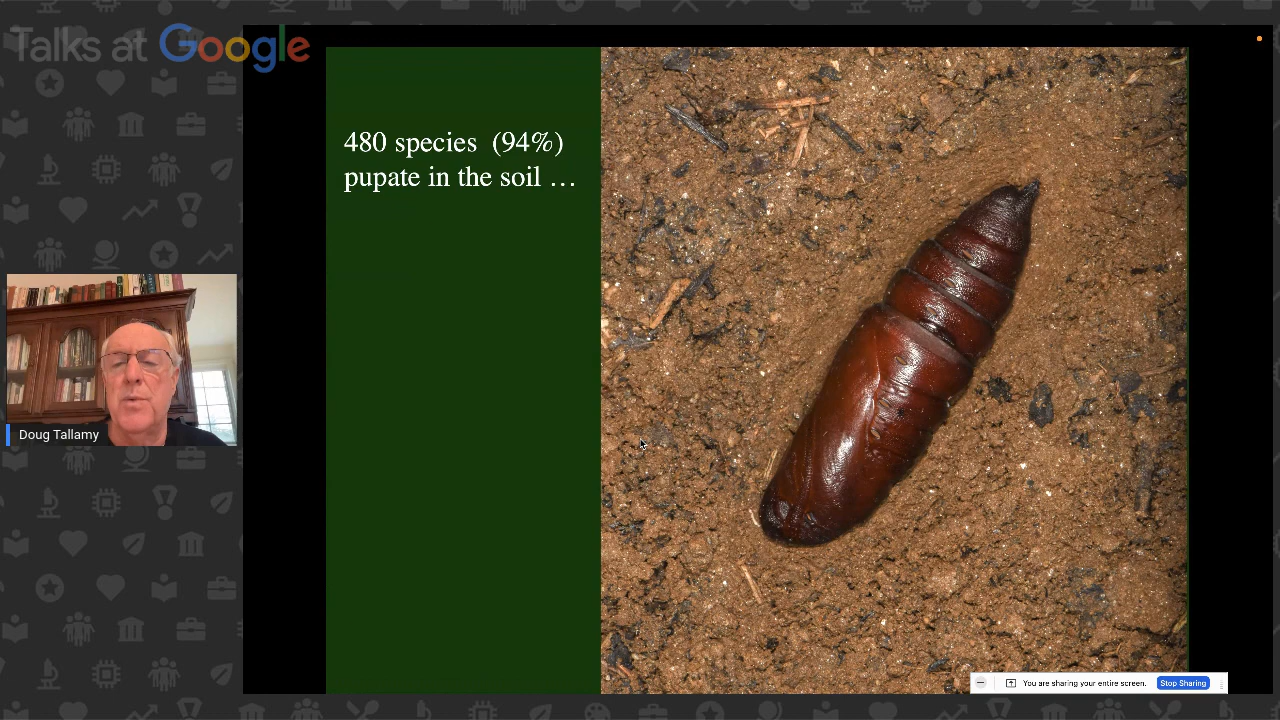 Talks at Google
480 species (94%)
pupate in the soil …
Doug Tallamy
You are sharing your entire screen.
Stop Sharing